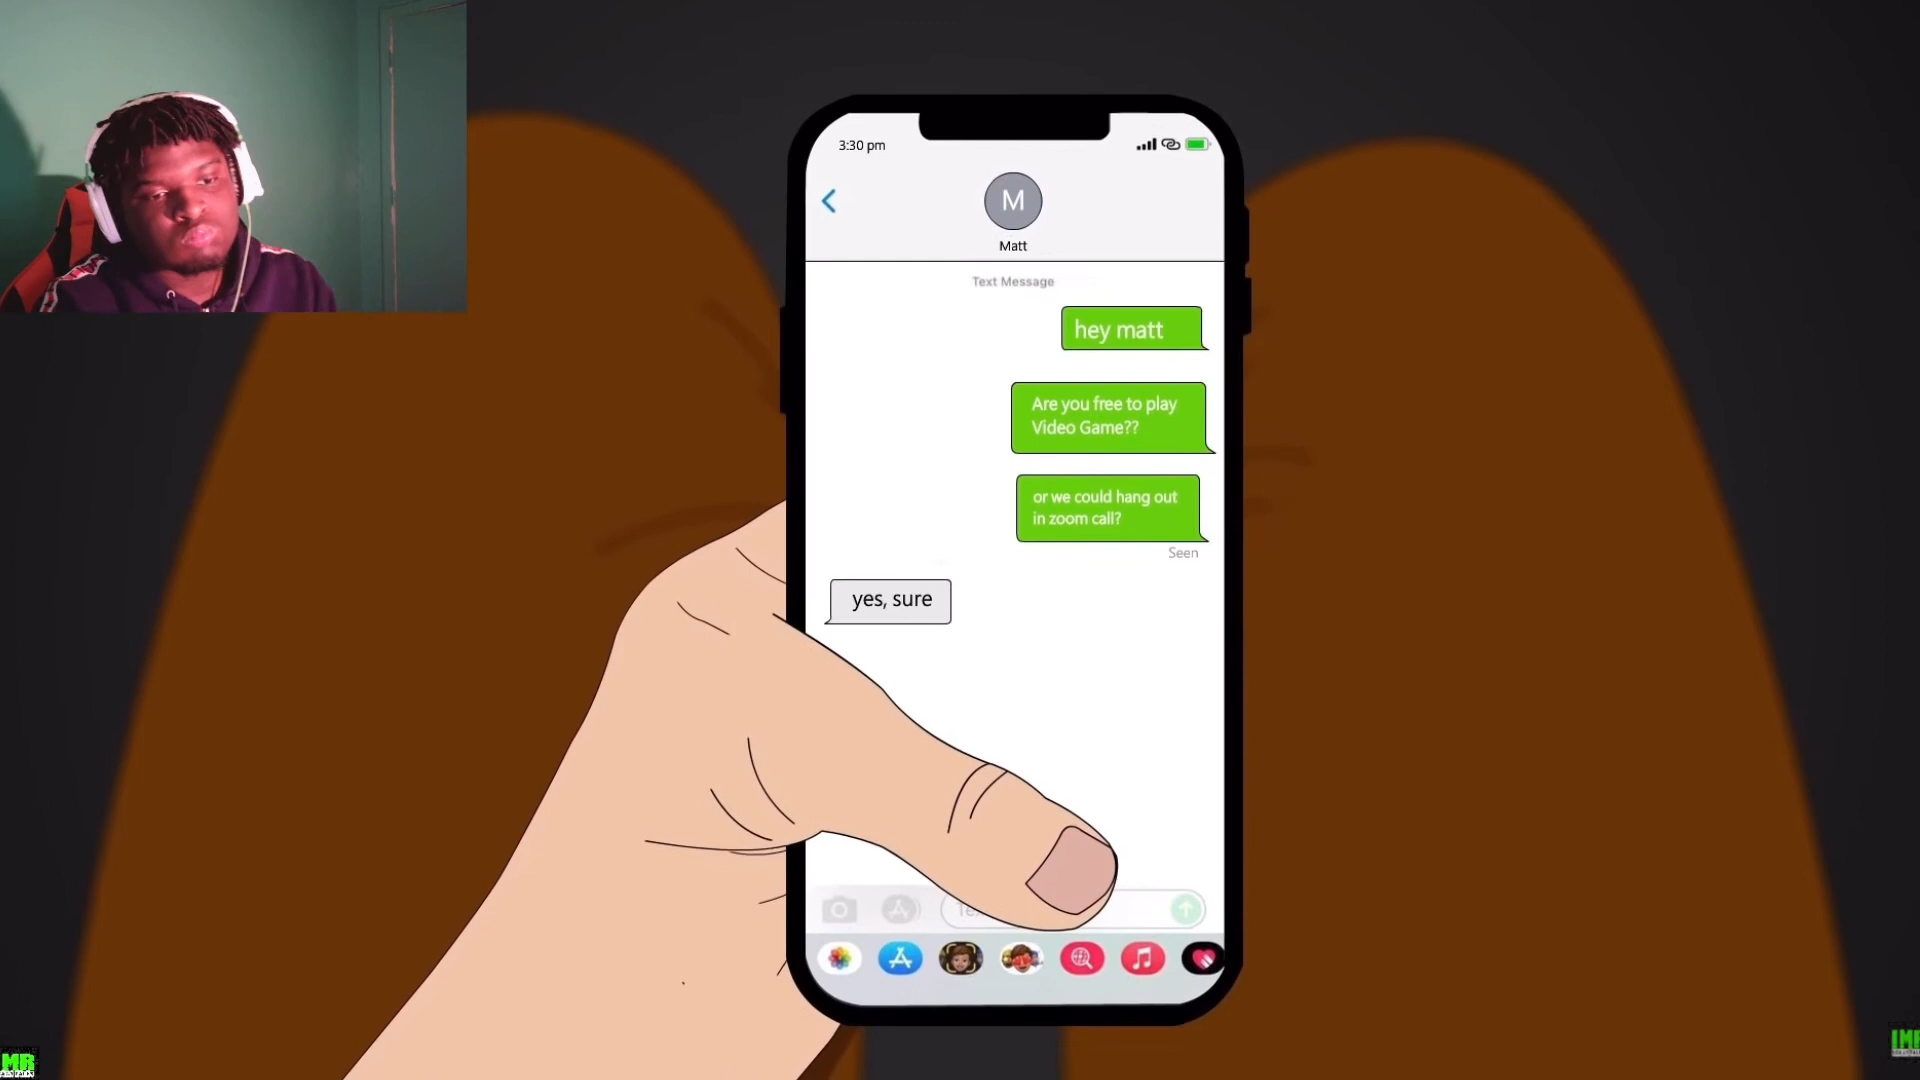 3:30 pm
M
Matt
Text Message
hey matt
Are you free to play
Video Game??
or we could hang out
in zoom call?
Seen
yes, sure
MR